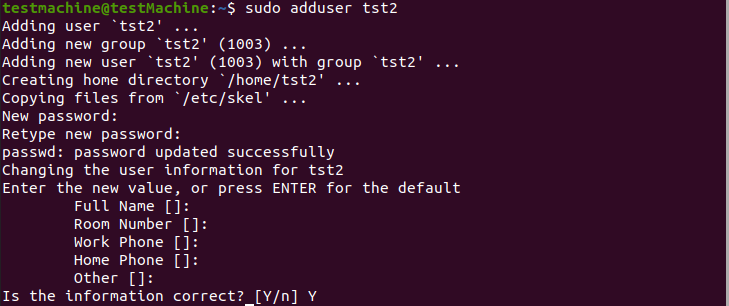 testmachine@testMachine:~$ sudo adduser tst2
Adding user `tst2' ...
Adding new group `tst2' (1003) ...
Adding new user `tst2' (1003) with group `tst2' ...
Creating home directory `/home/tst2' ...
Copying files from `/etc/skel' ...
New password:
Retype new password:
passwd: password updated successfully
Changing the user information for tst2
Enter the new value, or press ENTER for the default
Full Name []:
Room Number []:
Work Phone []:
Home Phone []:
Other []:
Is the information correct? [Y/n] Y